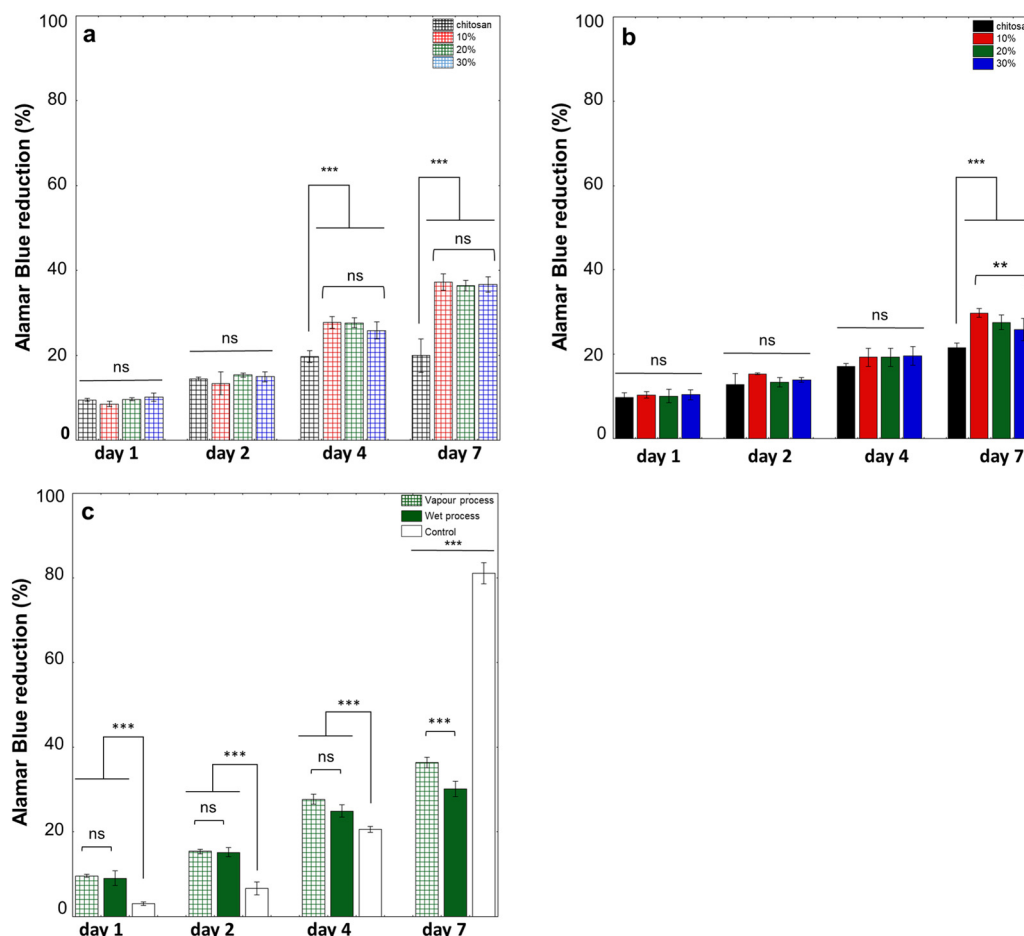 a
chitosan
10%
20%
30%
Alamar Blue reduction (%)
100
80
60
40
20
0
ns
ns
***
ns
***
ns
day 1
day 2
day 4
day 7
b
chitosa
10%
20%
30%
Alamar Blue reduction (%)
100
80
60
40
20
0
ns
ns
ns
***
**
day 1
day 2
day 4
day 7
c
Vapour process
Wet process
Control
Alamar Blue reduction (%)
100
80
60
40
20
0
***
ns
***
ns
***
ns
***
***
day 1
day 2
day 4
day 7